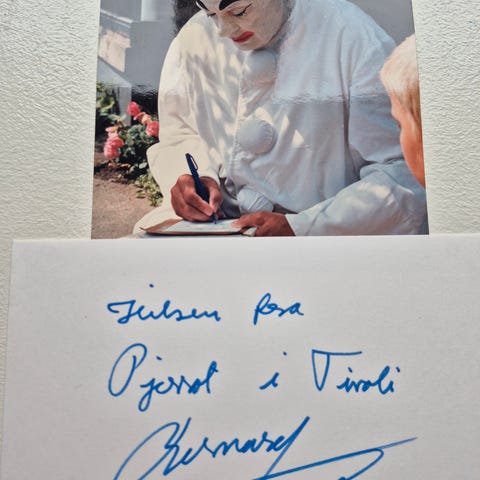 Hilsen fra
Pjerrot i Tivoli